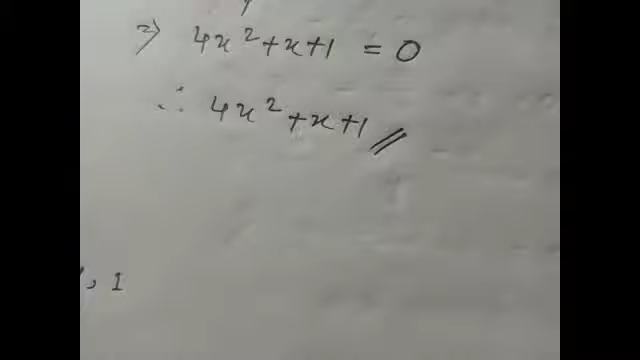 ⇒ 4x² + x + 1 = 0
∴ 4x² + x + 1 //
, 1